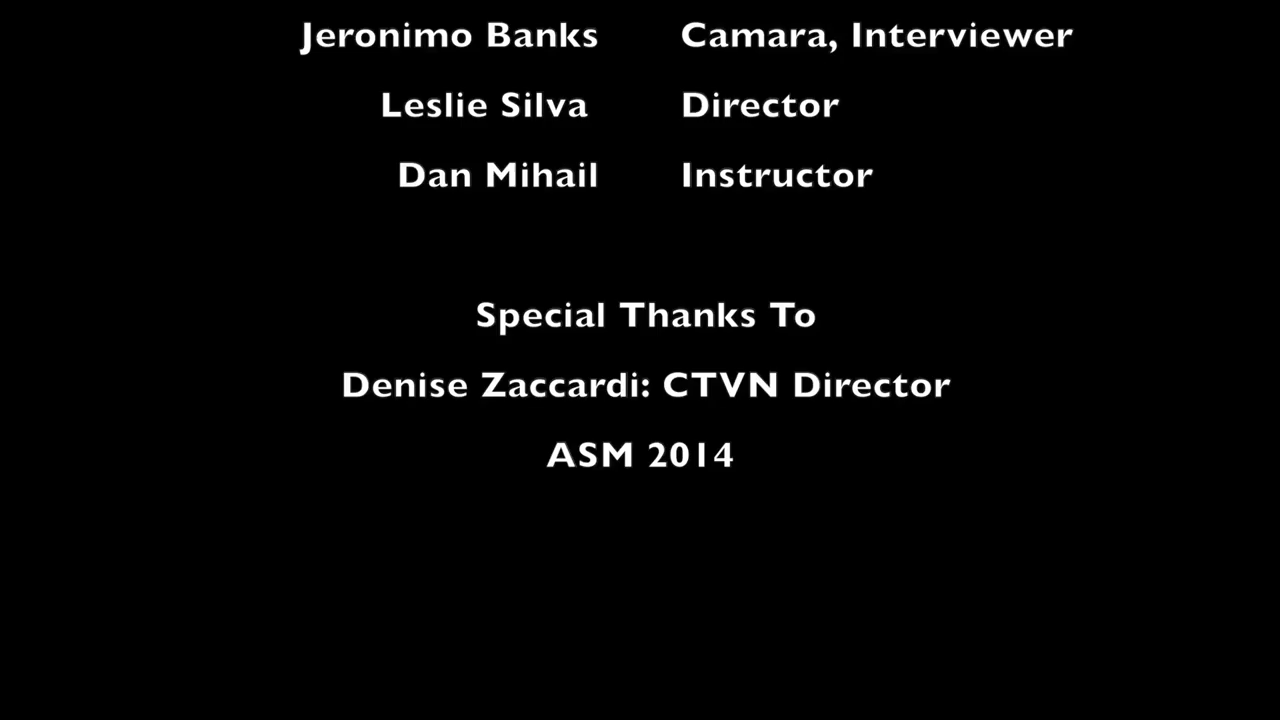 Jeronimo Banks Camara, Interviewer
Leslie Silva Director
Dan Mihail Instructor
Special Thanks To
Denise Zaccardi: CTVN Director
ASM 2014